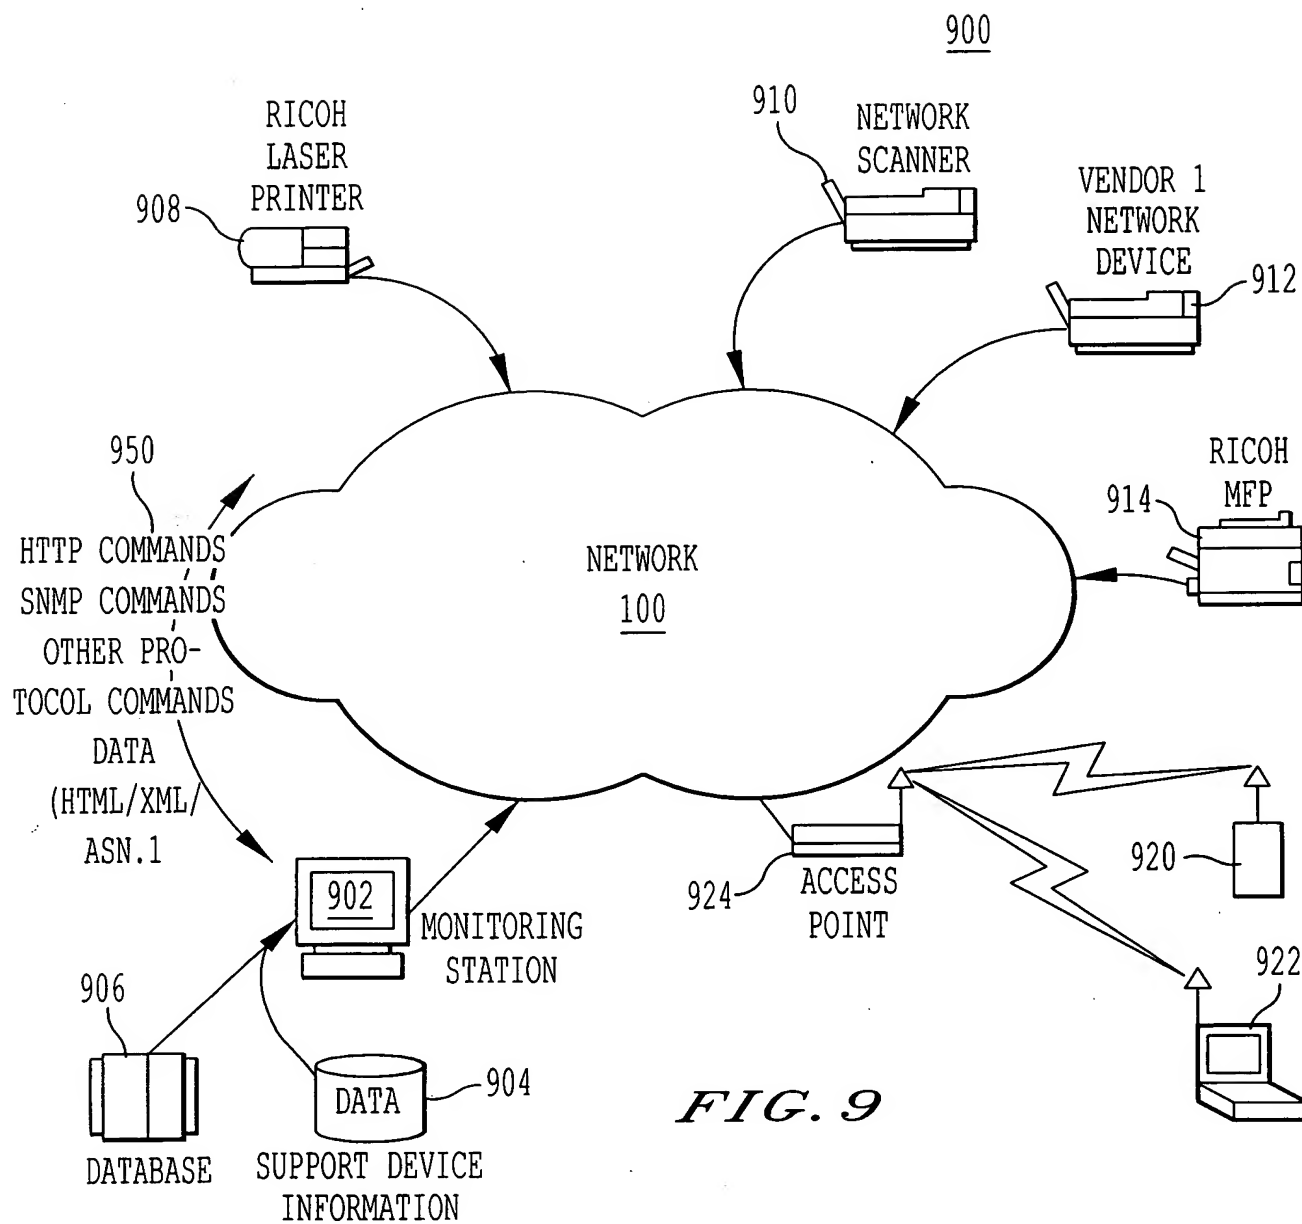 900
RICOH
LASER
PRINTER
908
910
NETWORK
SCANNER
VENDOR 1
NETWORK
DEVICE
912
950
HTTP COMMANDS
SNMP COMMANDS
OTHER PRO-
TOCOL COMMANDS
DATA
(HTML/XML/
ASN.1
NETWORK
100
RICOH
MFP
914
902
MONITORING
STATION
924
ACCESS
POINT
920
922
906
DATABASE
DATA
904
SUPPORT DEVICE
INFORMATION
FIG. 9